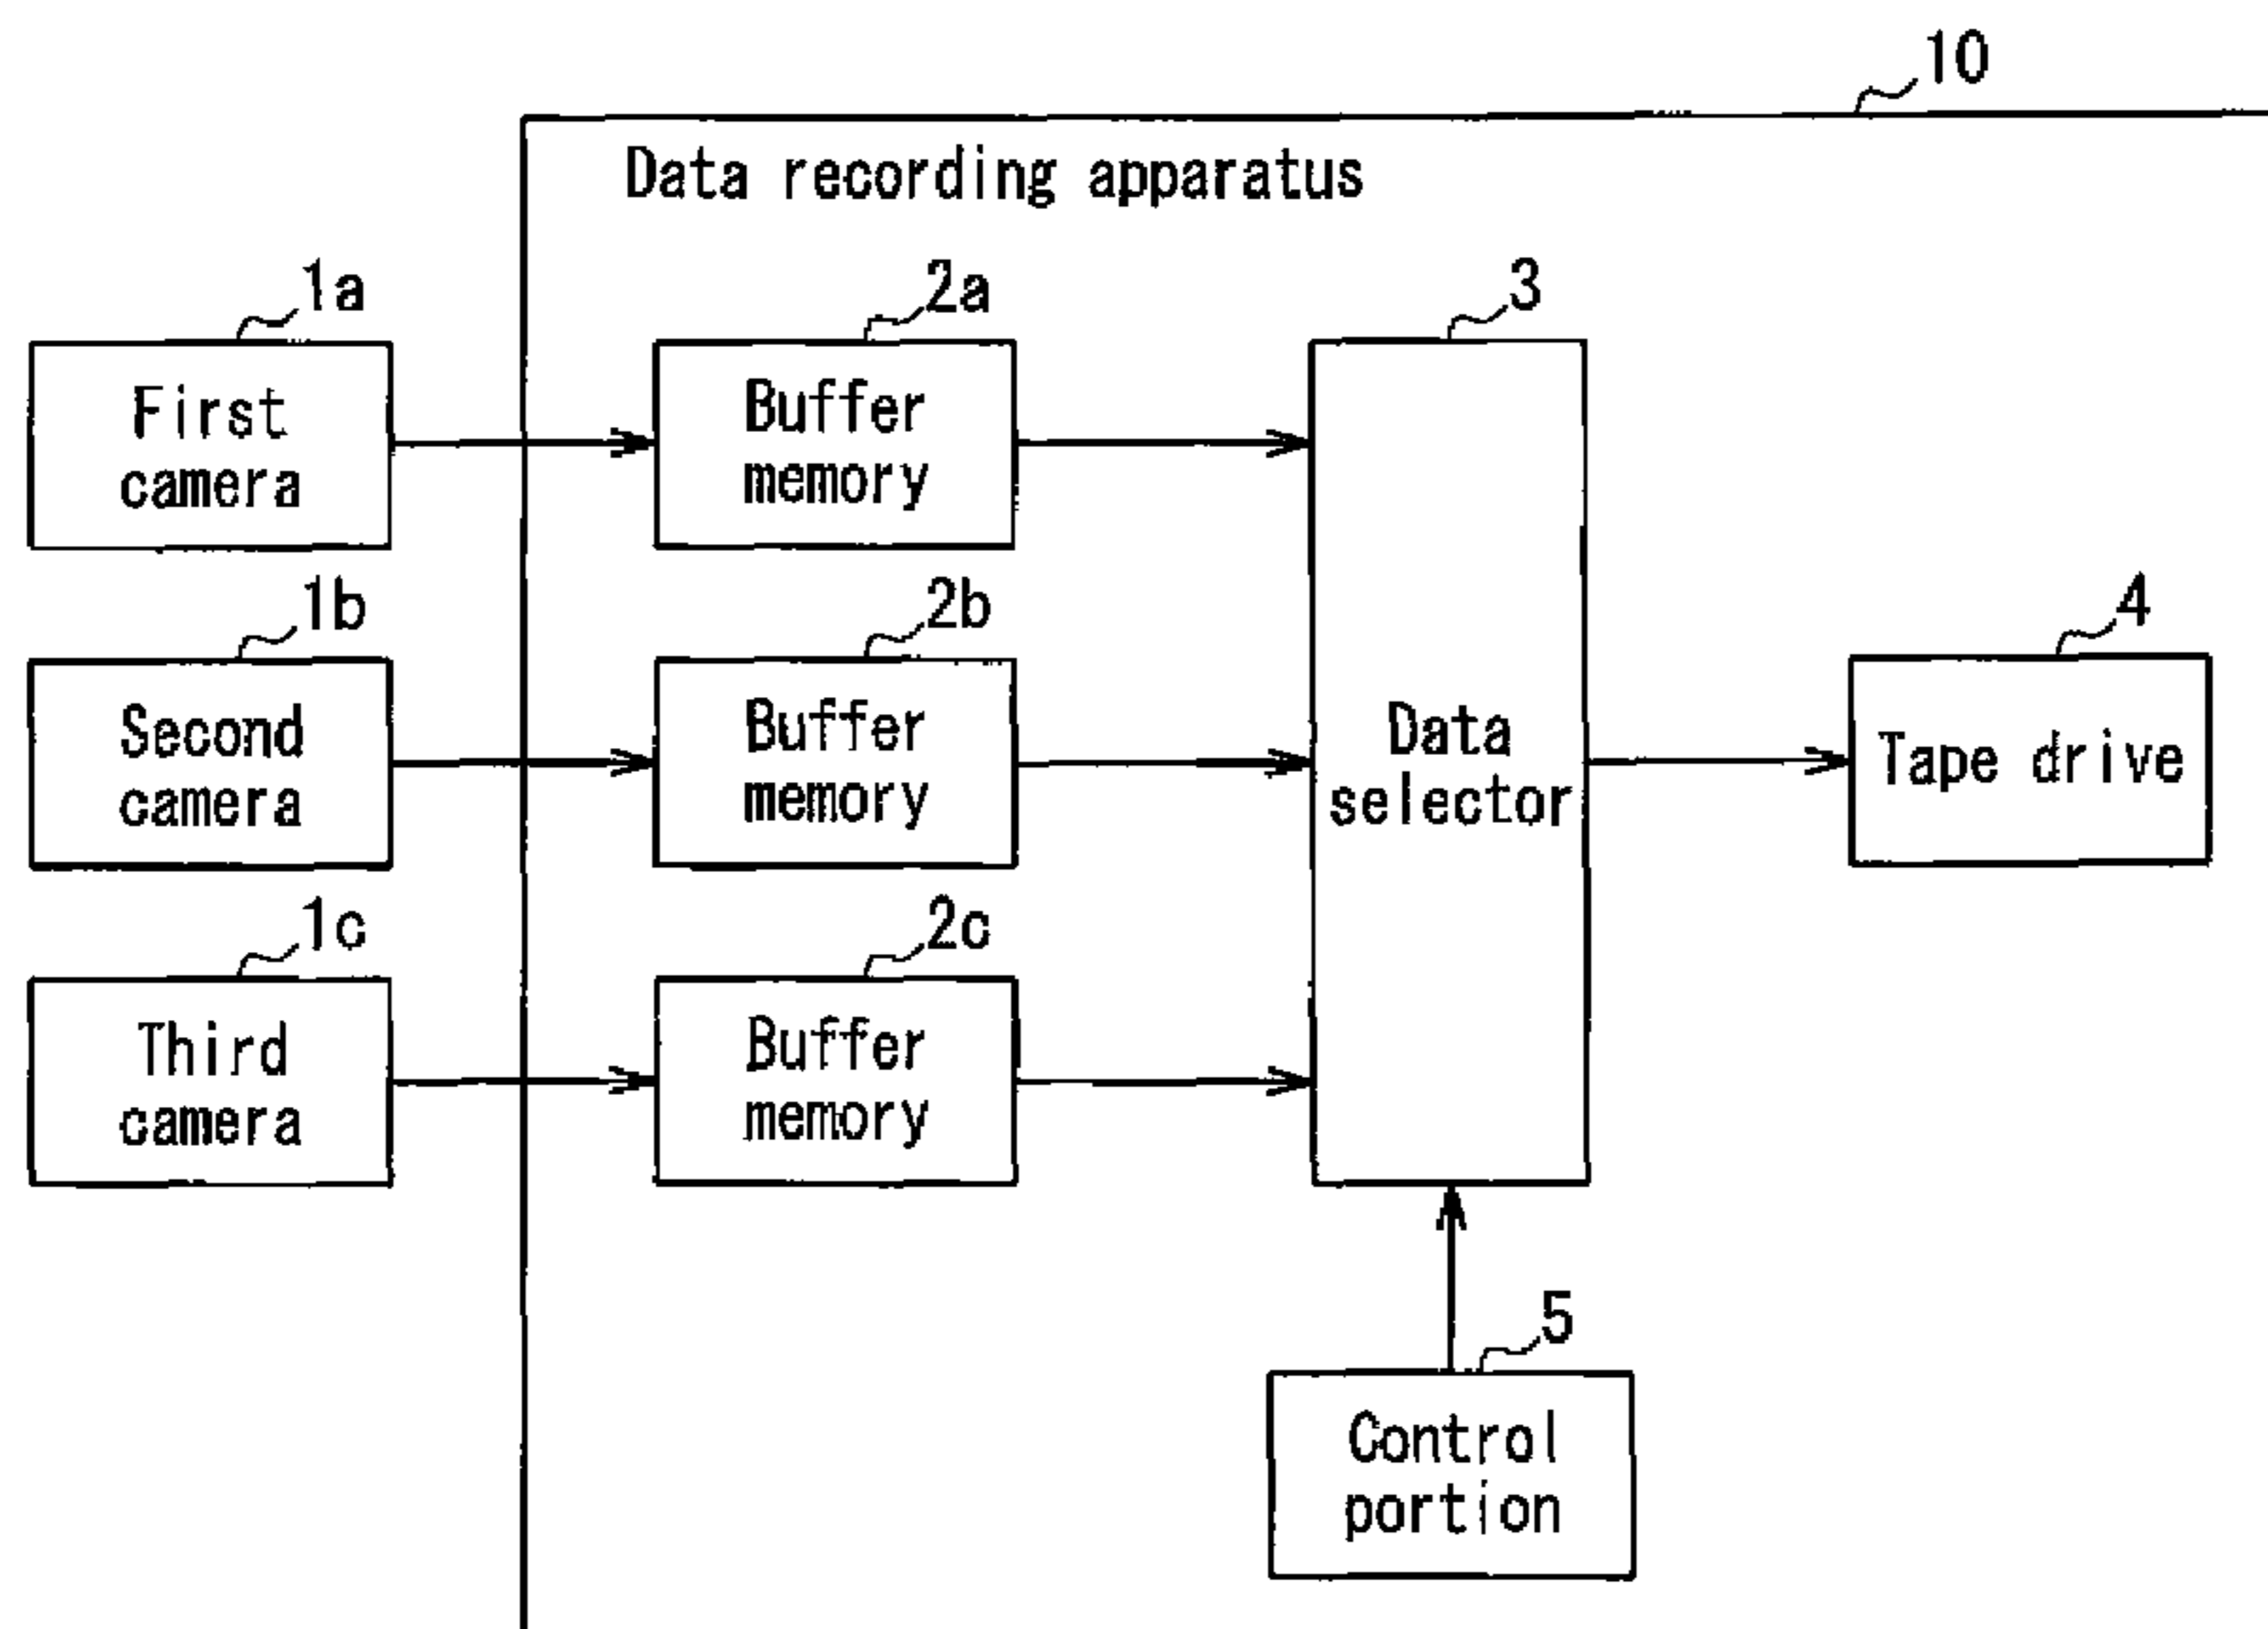 10
Data recording apparatus
1a
2a
3
First
camera
Buffer
memory
1b
2b
4
Second
camera
Buffer
memory
Data
selector
Tape drive
1c
2c
Third
camera
Buffer
memory
5
Control
portion